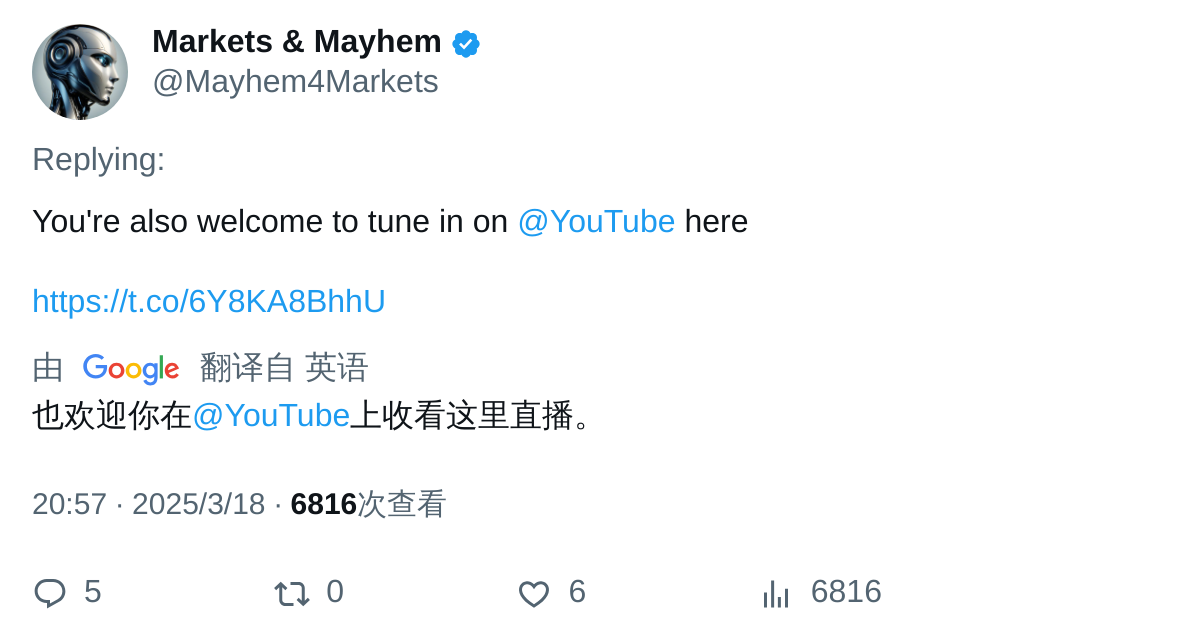 Markets & Mayhem
@Mayhem4Markets
Replying:
You're also welcome to tune in on @YouTube here
https://t.co/6Y8KA8BhhU
由 Google 翻译自 英语
也欢迎你在@YouTube上收看这里直播。
20:57 · 2025/3/18 · 6816次查看
5 0 6 6816